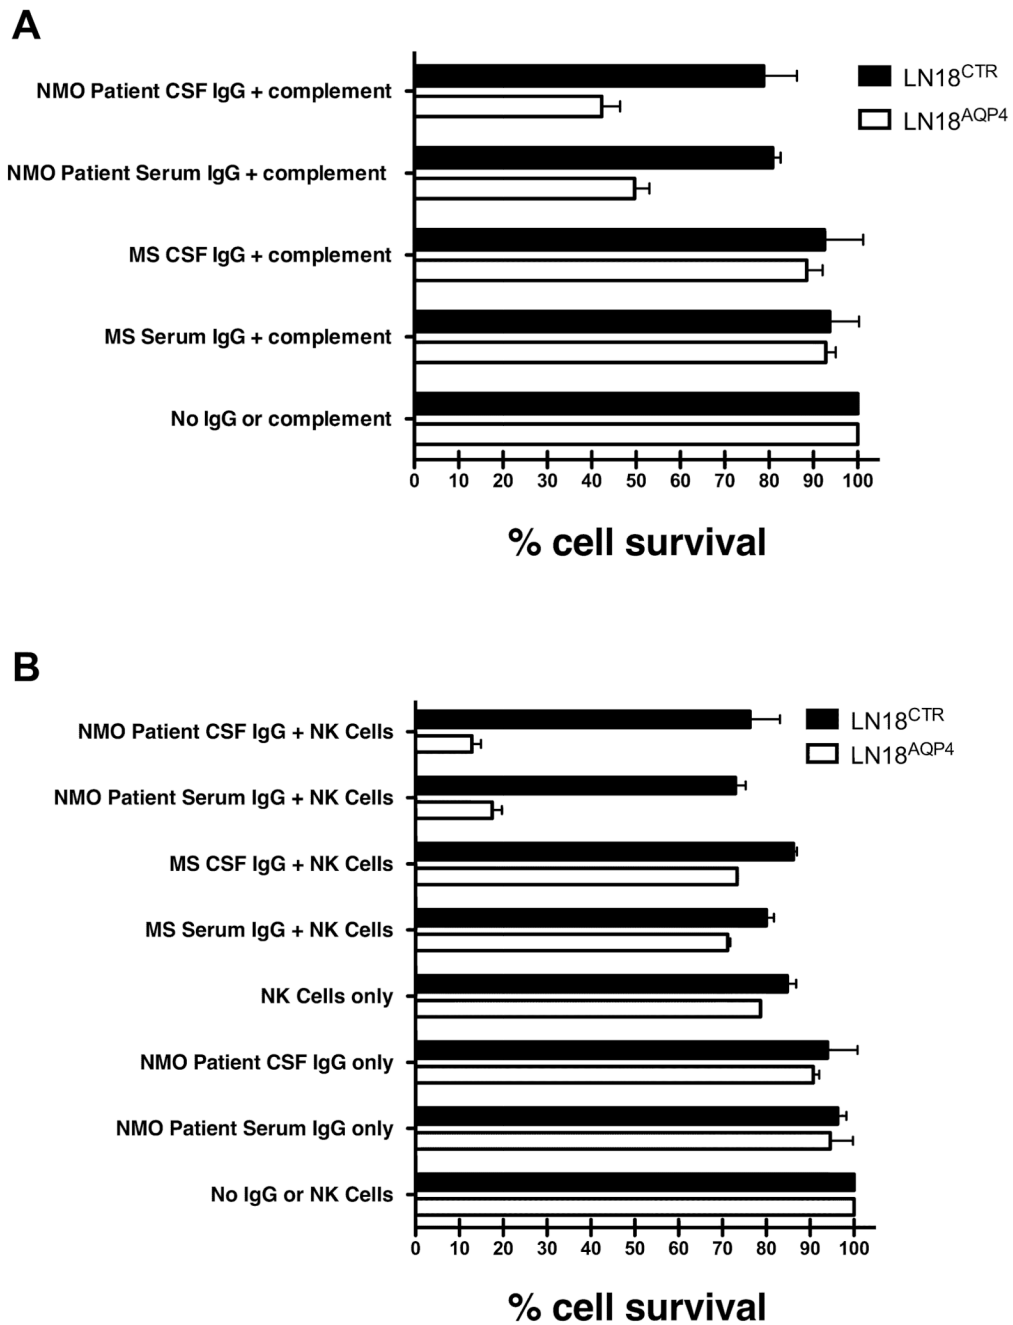 A
NMO Patient CSF IgG + complement
NMO Patient Serum IgG + complement
MS CSF IgG + complement
MS Serum IgG + complement
No IgG or complement
LN18CTR
LN18AQP4
0 10 20 30 40 50 60 70 80 90 100
% cell survival
B
NMO Patient CSF IgG + NK Cells
NMO Patient Serum IgG + NK Cells
MS CSF IgG + NK Cells
MS Serum IgG + NK Cells
NK Cells only
NMO Patient CSF IgG only
NMO Patient Serum IgG only
No IgG or NK Cells
LN18CTR
LN18AQP4
0 10 20 30 40 50 60 70 80 90 100
% cell survival